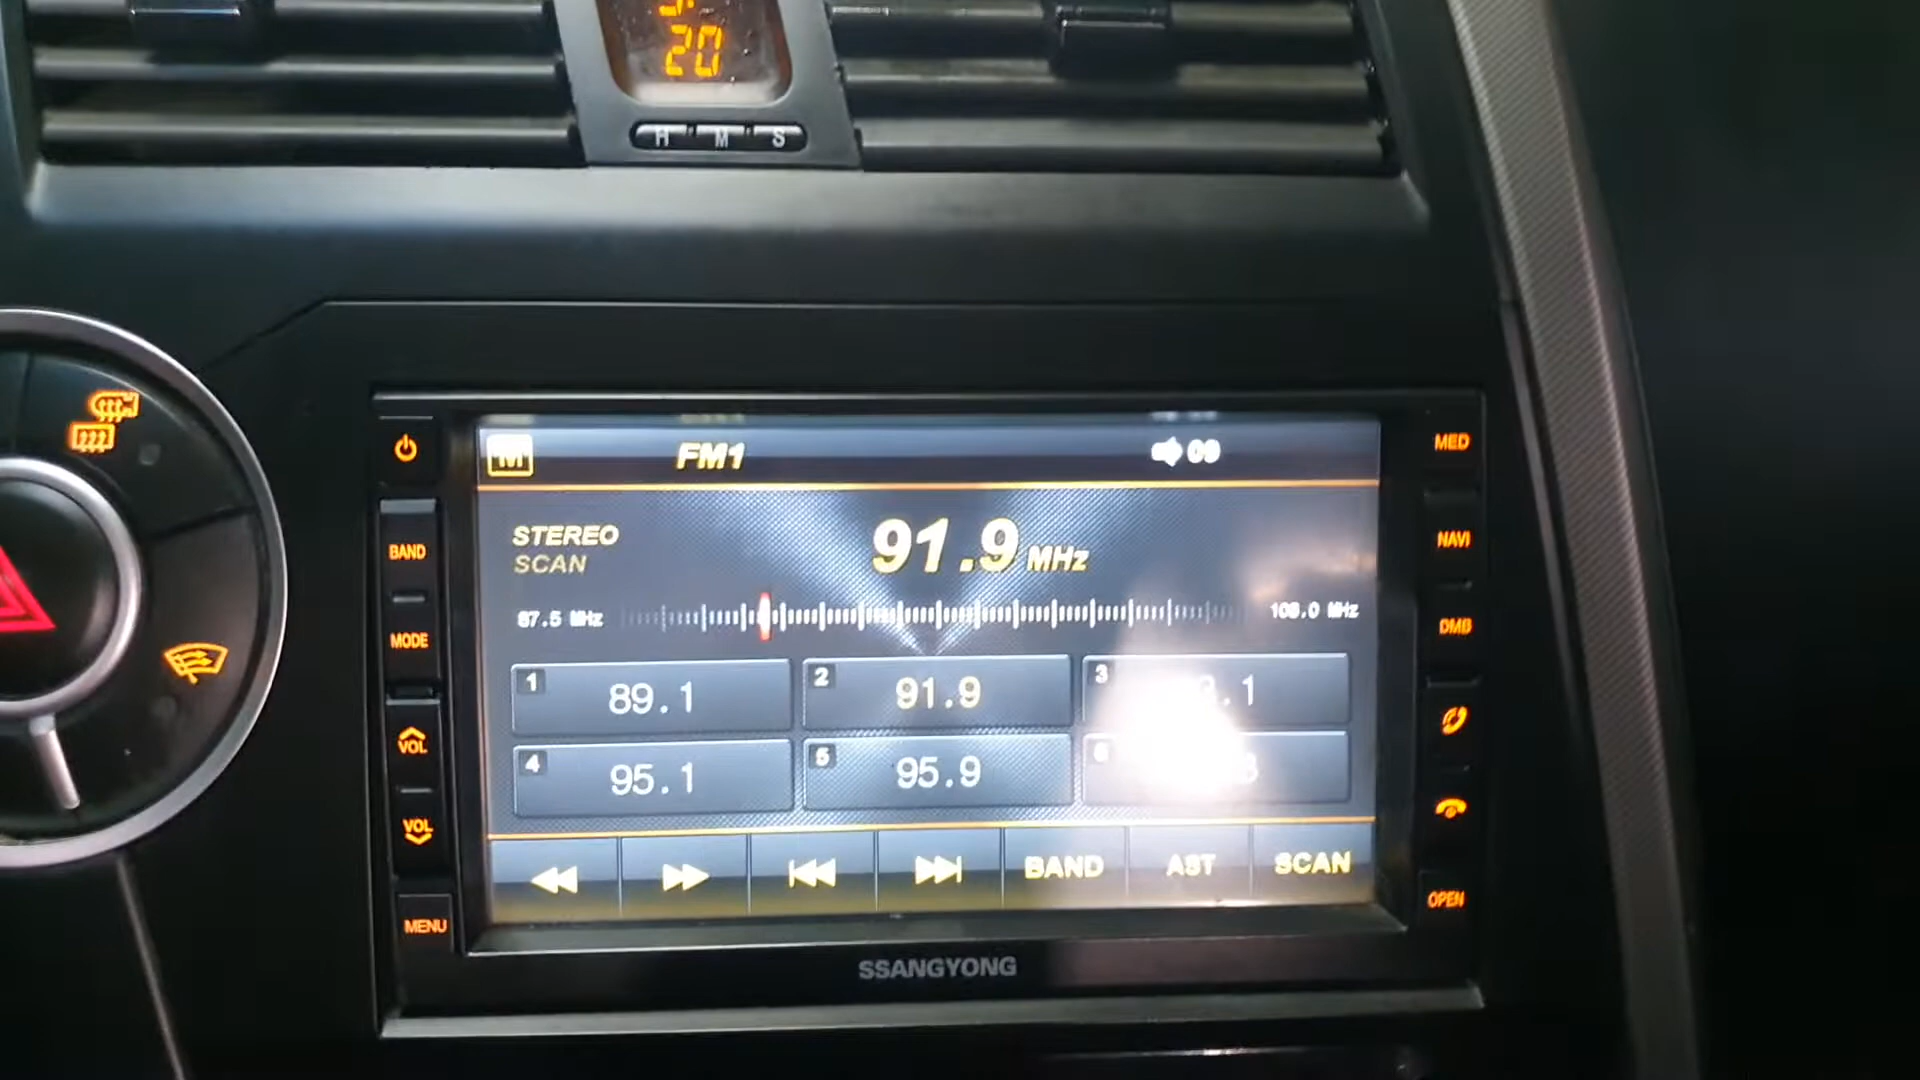 20
H M S
M FM1 09
STEREO
SCAN
91.9 MHz
87.5 MHz 108.0 MHz
1 89.1
2 91.9
3
4 95.1
5 95.9
6
BAND AST SCAN
BAND
MODE
VOL
VOL
MENU
MED
NAVI
DMB
OPEN
SSANGYONG